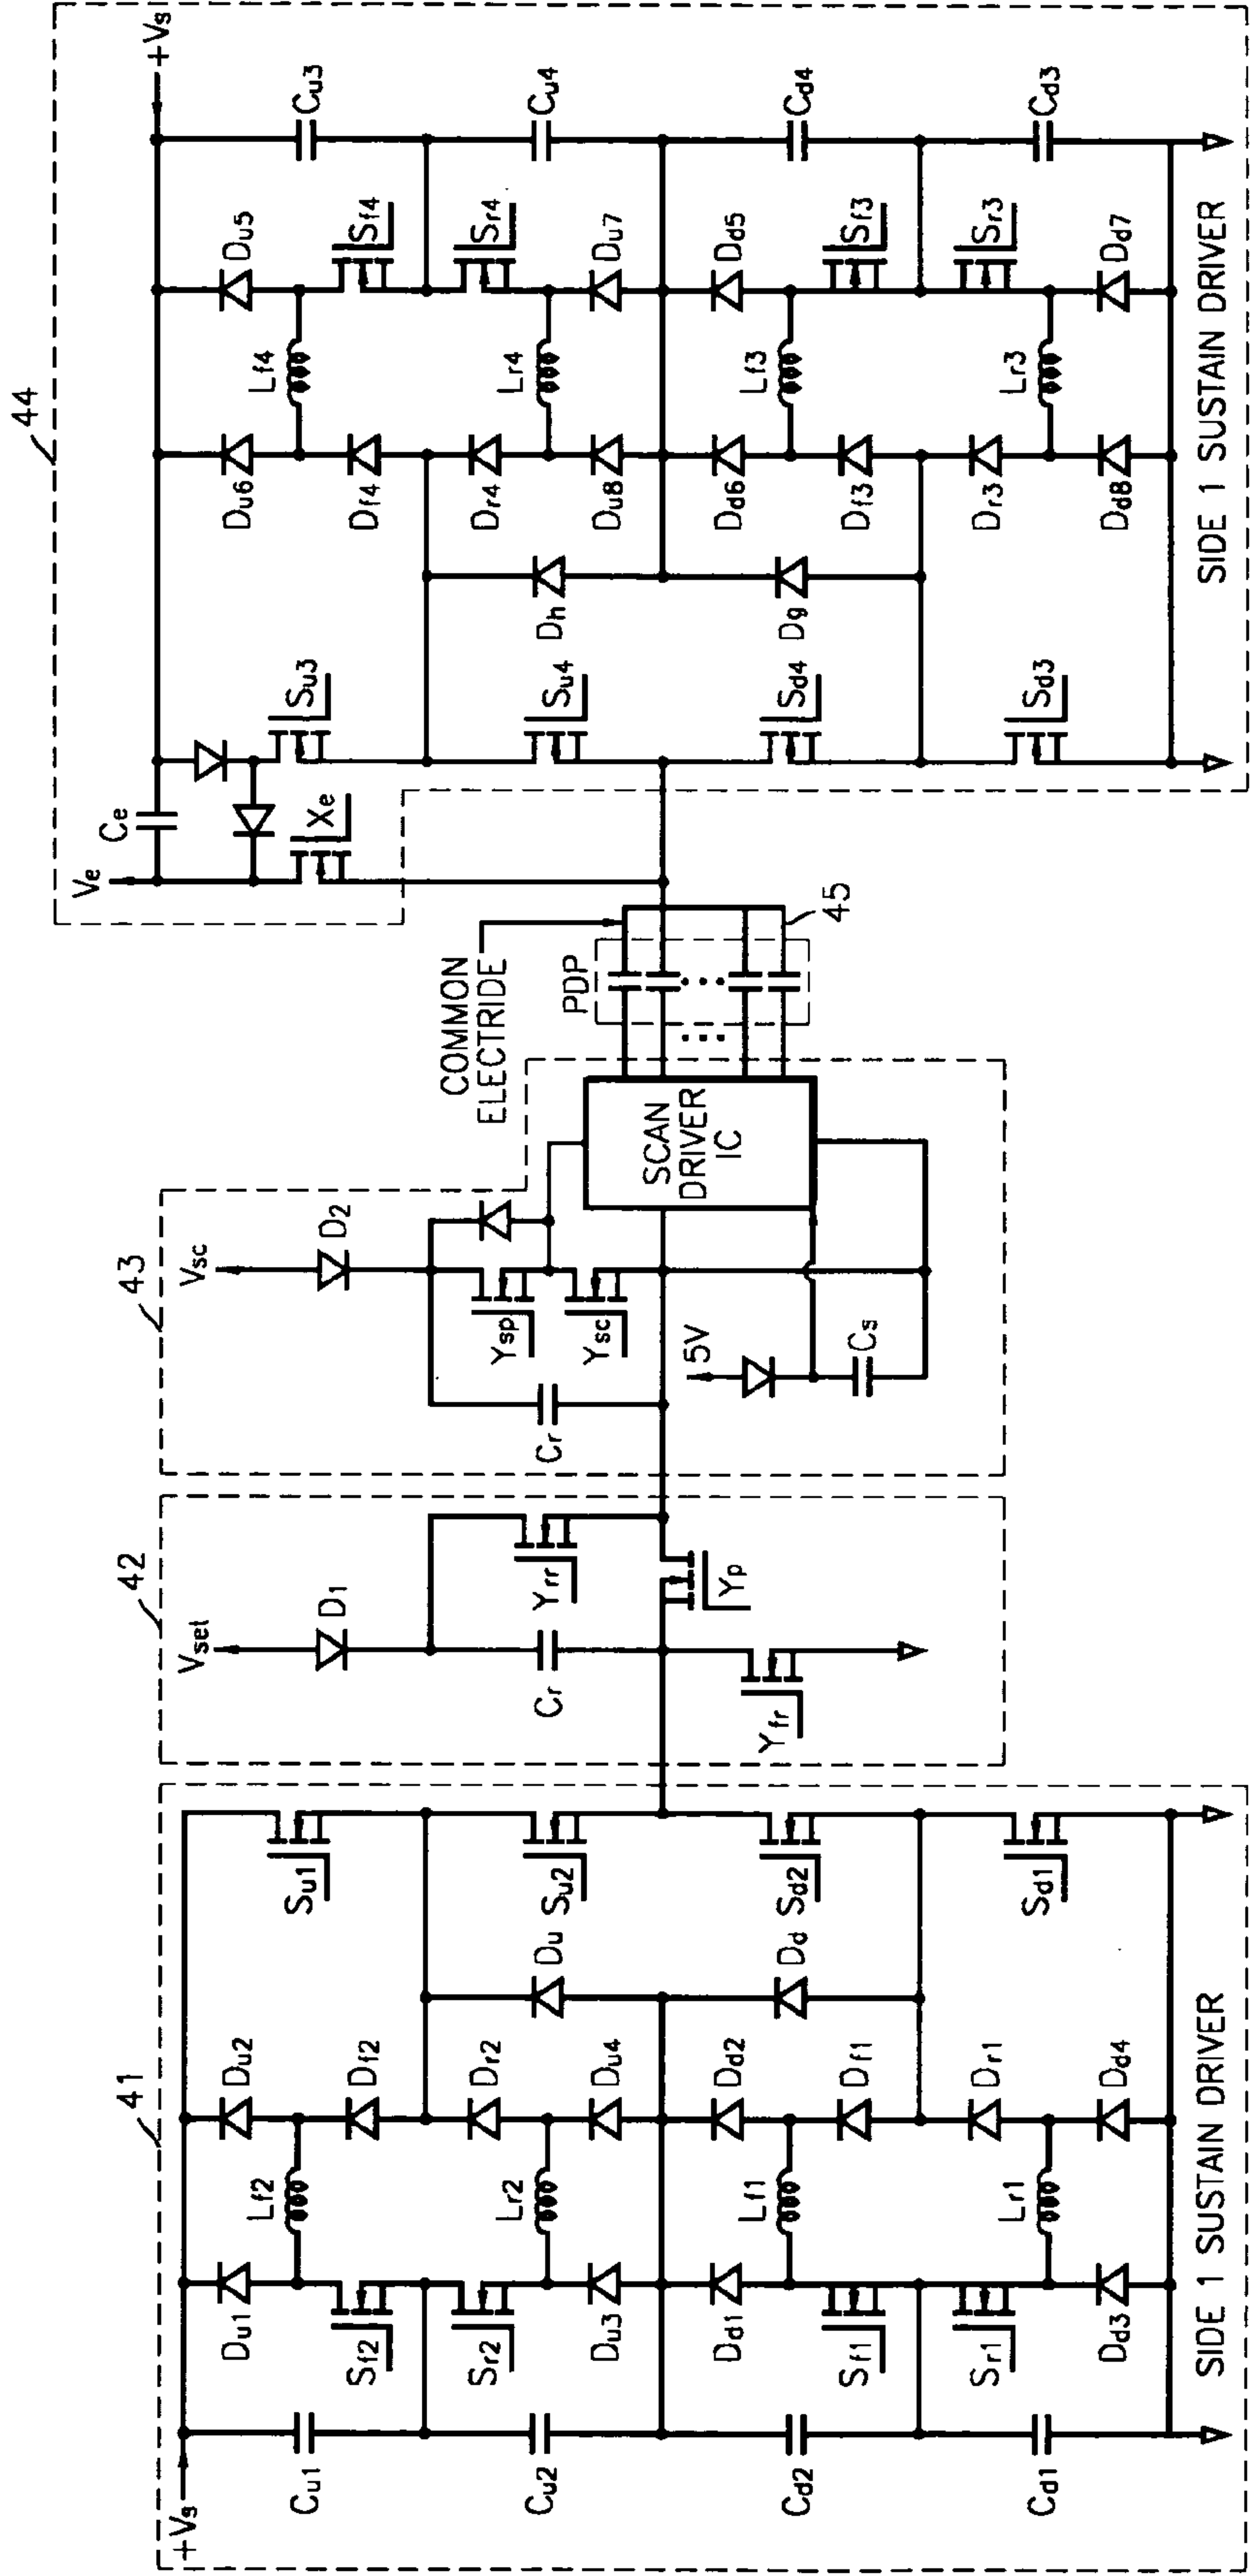 41
+Vs
Cu1
Cu2
Cd2
Cd1
Du1
Sf2
Sr2
Du3
Dd1
Sf1
Sr1
Dd3
Lf2
Lr2
Lf1
Lr1
Du2
Df2
Dr2
Du4
Dd2
Df1
Dr1
Dd4
Du
Dd
Su1
Su2
Sd2
Sd1
SIDE 1 SUSTAIN DRIVER
42
Vset
D1
Cr
Yrr
Yp
Yfr
43
Vsc
D2
Cr
Ysp
Ysc
5V
Cs
SCAN
DRIVER
IC
COMMON
ELECTRIDE
PDP
45
44
Ve
Ce
Xe
Su3
Su4
Sd4
Sd3
Dh
Dg
Du6
Df4
Dr4
Du8
Dd6
Df3
Dr3
Dd8
Lf4
Lr4
Lf3
Lr3
Du5
Sf4
Sr4
Du7
Dd5
Sf3
Sr3
Dd7
+Vs
Cu3
Cu4
Cd4
Cd3
SIDE 1 SUSTAIN DRIVER